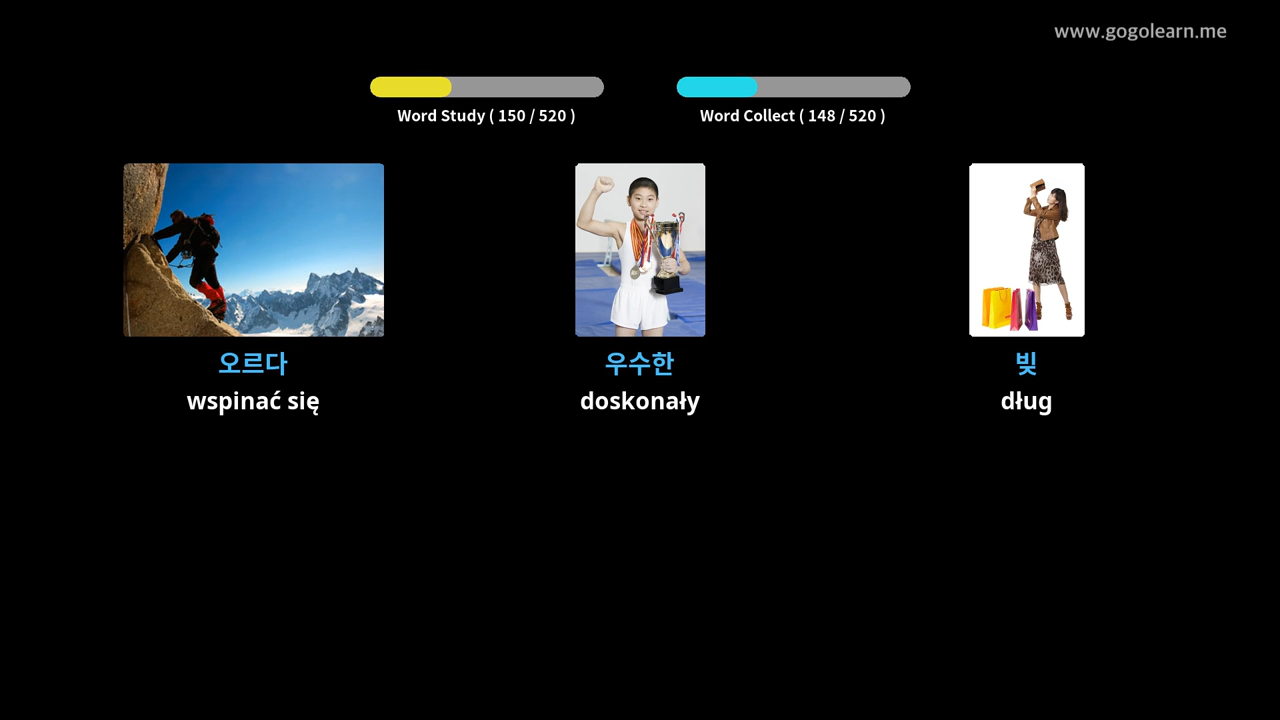 www.gogolearn.me
Word Study ( 150 / 520 )
Word Collect ( 148 / 520 )
오르다
우수한
빚
wspinać się
doskonały
dług